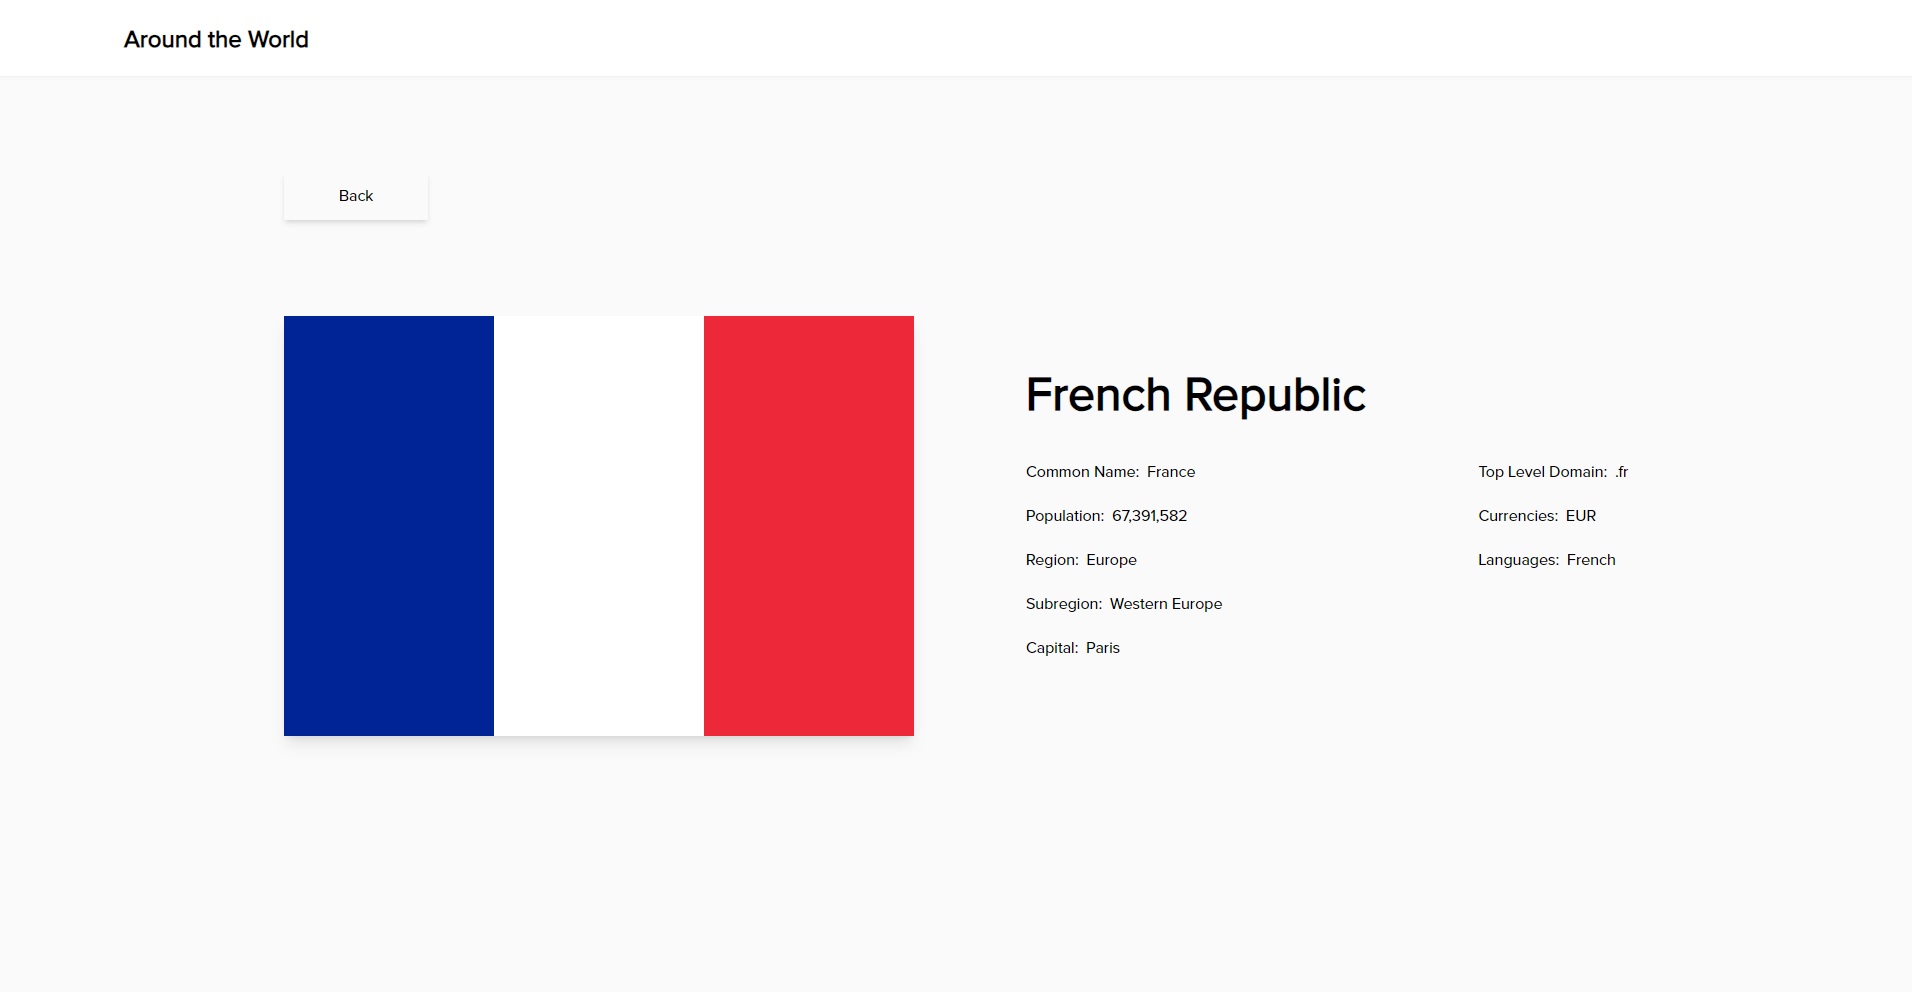 Around the World
Back
French Republic
Common Name: France
Population: 67,391,582
Region: Europe
Subregion: Western Europe
Capital: Paris
Top Level Domain: .fr
Currencies: EUR
Languages: French